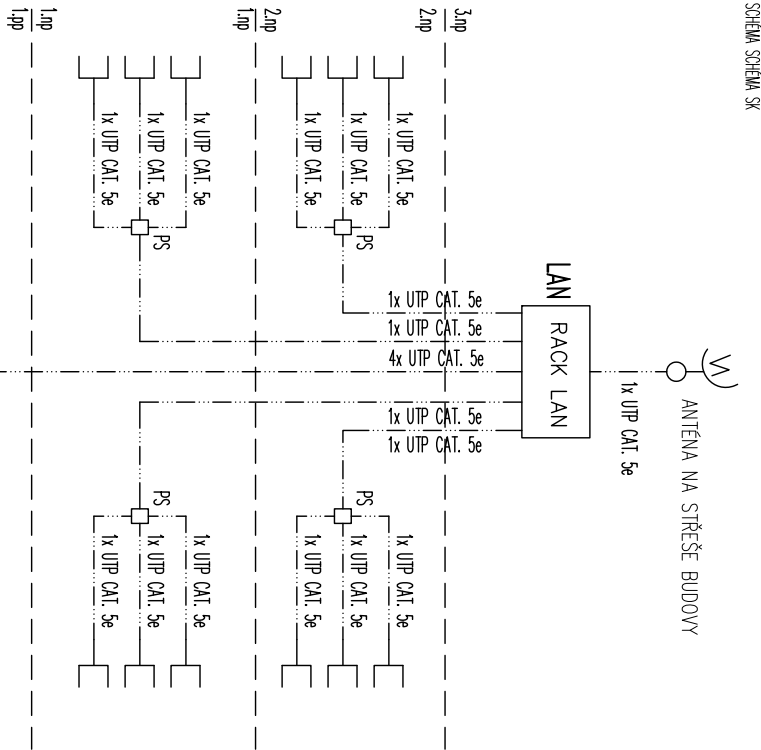 SCHÉMA SCHÉMA SK
ANTÉNA NA STŘEŠE BUDOVY
1x UTP CAT. 5e
LAN
RACK LAN
3.np
2.np
1x UTP CAT. 5e
1x UTP CAT. 5e
4x UTP CAT. 5e
1x UTP CAT. 5e
1x UTP CAT. 5e
1x UTP CAT. 5e
1x UTP CAT. 5e
1x UTP CAT. 5e
PS
PS
1x UTP CAT. 5e
1x UTP CAT. 5e
1x UTP CAT. 5e
2.np
1.np
1x UTP CAT. 5e
1x UTP CAT. 5e
1x UTP CAT. 5e
PS
PS
1x UTP CAT. 5e
1x UTP CAT. 5e
1x UTP CAT. 5e
1.np
1.pp